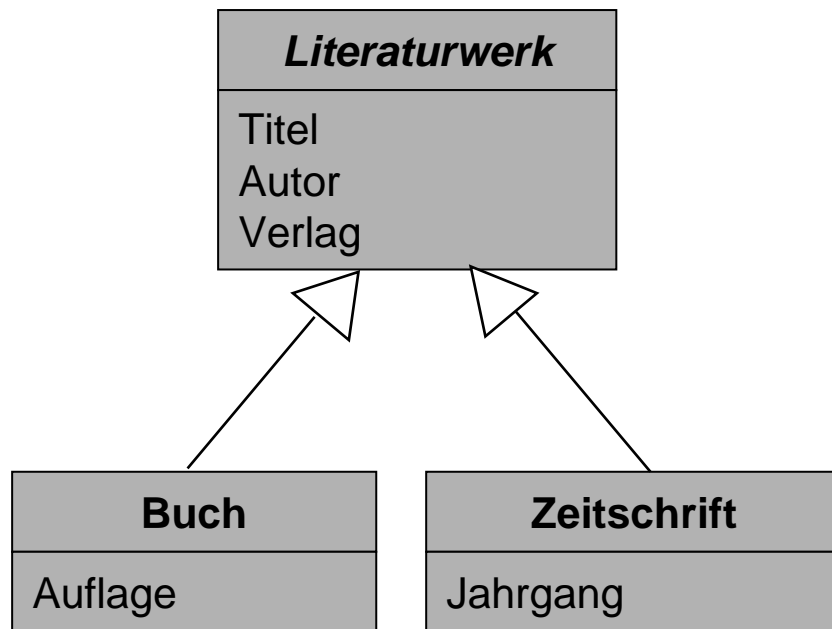 Literaturwerk
Titel
Autor
Verlag
Buch
Auflage
Zeitschrift
Jahrgang